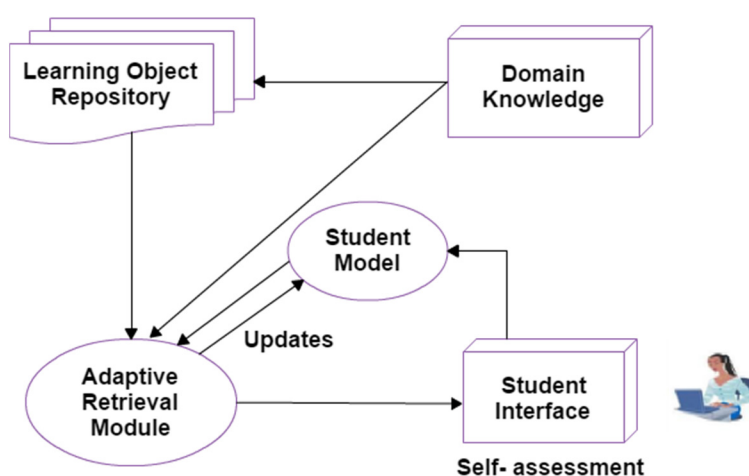 Learning Object
Repository
Domain
Knowledge
Student
Model
Updates
Adaptive
Retrieval
Module
Student
Interface
Self- assessment